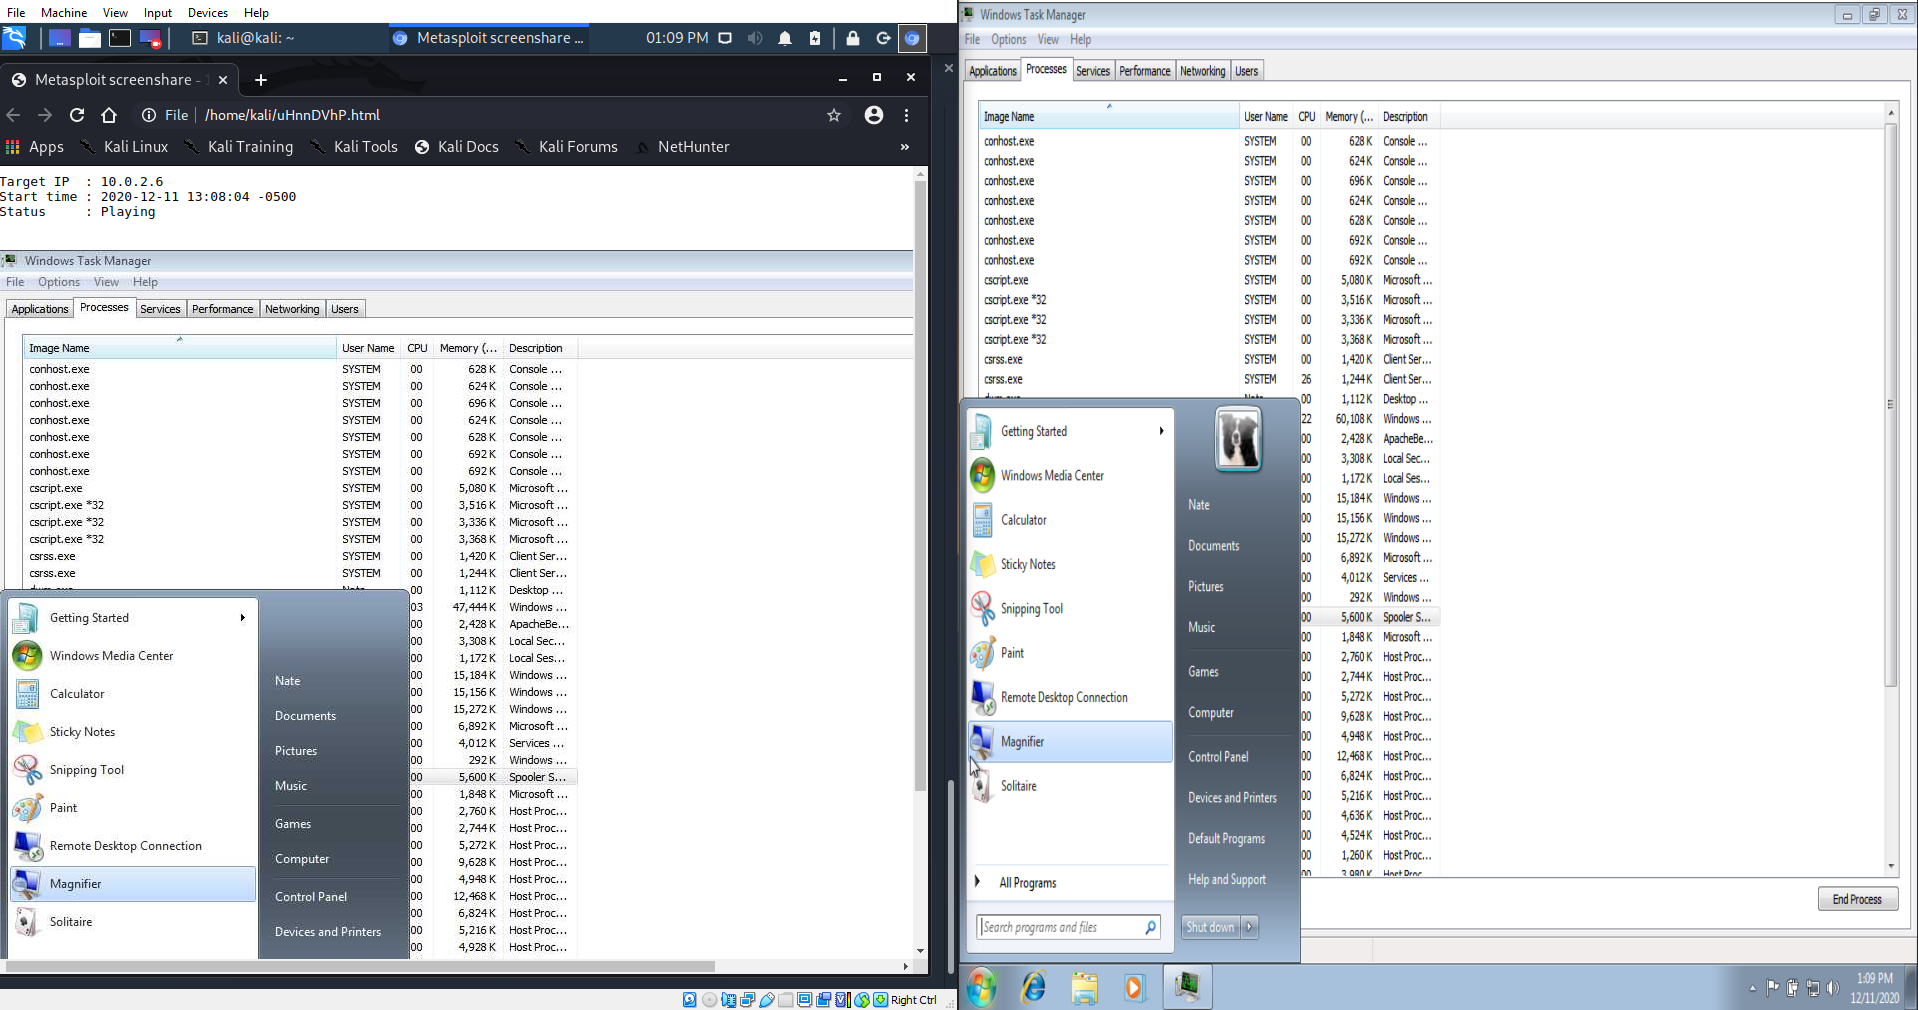 File Machine View Input Devices Help
kali@kali: ~ Metasploit screenshare ... 01:09 PM
Metasploit screenshare -
File /home/kali/uHnnDVhP.html
Apps Kali Linux Kali Training Kali Tools Kali Docs Kali Forums NetHunter »
Target IP : 10.0.2.6
Start time : 2020-12-11 13:08:04 -0500
Status : Playing
Windows Task Manager
File Options View Help
Applications Processes Services Performance Networking Users
Image Name User Name CPU Memory (... Description
conhost.exe SYSTEM 00 628 K Console ...
conhost.exe SYSTEM 00 624 K Console ...
conhost.exe SYSTEM 00 696 K Console ...
conhost.exe SYSTEM 00 624 K Console ...
conhost.exe SYSTEM 00 628 K Console ...
conhost.exe SYSTEM 00 692 K Console ...
conhost.exe SYSTEM 00 692 K Console ...
cscript.exe SYSTEM 00 5,080 K Microsoft ...
cscript.exe *32 SYSTEM 00 3,516 K Microsoft ...
cscript.exe *32 SYSTEM 00 3,336 K Microsoft ...
cscript.exe *32 SYSTEM 00 3,368 K Microsoft ...
csrss.exe SYSTEM 00 1,420 K Client Ser...
csrss.exe SYSTEM 00 1,244 K Client Ser...
00 1,112 K Desktop ...
03 47,444 K Windows ...
00 2,428 K ApacheBe...
00 3,308 K Local Sec...
00 1,172 K Local Ses...
00 15,184 K Windows ...
00 15,156 K Windows ...
00 15,272 K Windows ...
00 6,892 K Microsoft ...
00 4,012 K Services ...
00 292 K Windows ...
00 5,600 K Spooler S...
00 1,848 K Microsoft ...
00 2,760 K Host Proc...
00 2,744 K Host Proc...
00 5,272 K Host Proc...
00 9,628 K Host Proc...
00 4,948 K Host Proc...
00 12,468 K Host Proc...
00 6,824 K Host Proc...
00 5,216 K Host Proc...
00 4,928 K Host Proc...
Getting Started
Windows Media Center
Calculator
Sticky Notes
Snipping Tool
Paint
Remote Desktop Connection
Magnifier
Solitaire
Nate
Documents
Pictures
Music
Games
Computer
Control Panel
Devices and Printers
Right Ctrl
Windows Task Manager
File Options View Help
Applications Processes Services Performance Networking Users
Image Name User Name CPU Memory (... Description
conhost.exe SYSTEM 00 628 K Console ...
conhost.exe SYSTEM 00 624 K Console ...
conhost.exe SYSTEM 00 696 K Console ...
conhost.exe SYSTEM 00 624 K Console ...
conhost.exe SYSTEM 00 628 K Console ...
conhost.exe SYSTEM 00 692 K Console ...
conhost.exe SYSTEM 00 692 K Console ...
cscript.exe SYSTEM 00 5,080 K Microsoft ...
cscript.exe *32 SYSTEM 00 3,516 K Microsoft ...
cscript.exe *32 SYSTEM 00 3,336 K Microsoft ...
cscript.exe *32 SYSTEM 00 3,368 K Microsoft ...
csrss.exe SYSTEM 00 1,420 K Client Ser...
csrss.exe SYSTEM 26 1,244 K Client Ser...
00 1,112 K Desktop ...
22 60,108 K Windows ...
00 2,428 K ApacheBe...
00 3,308 K Local Sec...
00 1,172 K Local Ses...
00 15,184 K Windows ...
00 15,156 K Windows ...
00 15,272 K Windows ...
00 6,892 K Microsoft ...
00 4,012 K Services ...
00 292 K Windows ...
00 5,600 K Spooler S...
00 1,848 K Microsoft ...
00 2,760 K Host Proc...
00 2,744 K Host Proc...
00 5,272 K Host Proc...
00 9,628 K Host Proc...
00 4,948 K Host Proc...
00 12,468 K Host Proc...
00 6,824 K Host Proc...
00 5,216 K Host Proc...
00 4,636 K Host Proc...
00 4,524 K Host Proc...
00 1,260 K Host Proc...
00 3,980 K Host Proc...
Getting Started
Windows Media Center
Calculator
Sticky Notes
Snipping Tool
Paint
Remote Desktop Connection
Magnifier
Solitaire
All Programs
Search programs and files
Nate
Documents
Pictures
Music
Games
Computer
Control Panel
Devices and Printers
Default Programs
Help and Support
Shut down
End Process
1:09 PM
12/11/2020